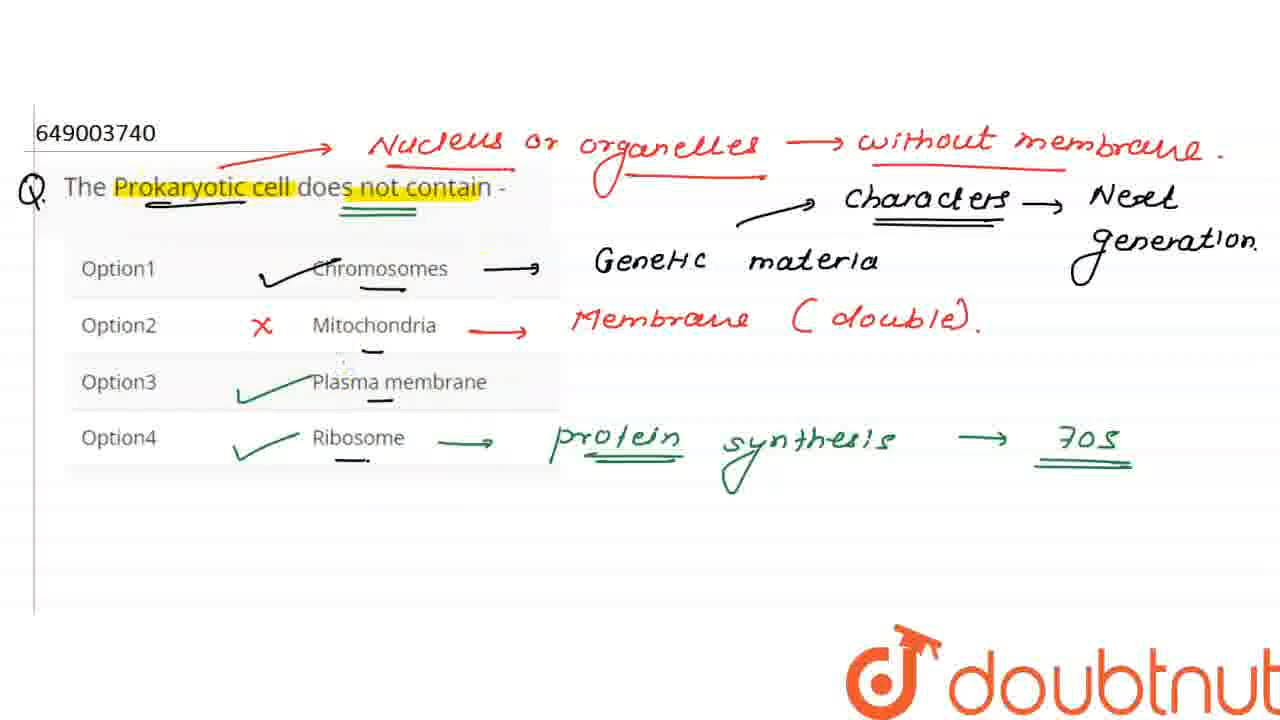 649003740
Nucleus or organelles → without membrane.
Q. The Prokaryotic cell does not contain -
characters → Next
generation.
Option1 Chromosomes → Genetic materia
Option2 x Mitochondria → Membrane (double).
Option3 Plasma membrane
Option4 Ribosome → protein synthesis → 70s
doubtnut